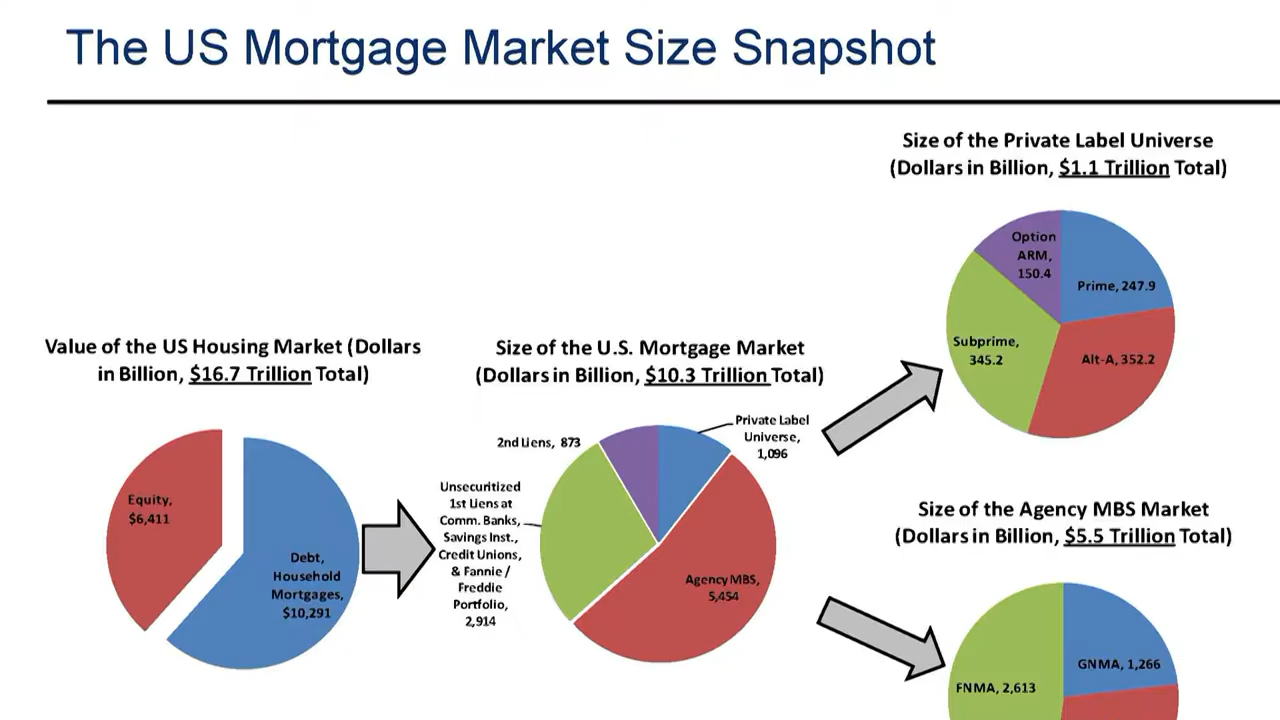 The US Mortgage Market Size Snapshot
Size of the Private Label Universe
(Dollars in Billion, $1.1 Trillion Total)
Option
ARM,
150.4
Prime, 247.9
Subprime,
345.2
Alt-A, 352.2
Value of the US Housing Market (Dollars
in Billion, $16.7 Trillion Total)
Equity,
$6,411
Debt,
Household
Mortgages,
$10,291
Size of the U.S. Mortgage Market
(Dollars in Billion, $10.3 Trillion Total)
Private Label
Universe,
1,096
2nd Liens, 873
Unsecuritized
1st Liens at
Comm. Banks,
Savings Inst.,
Credit Unions,
& Fannie /
Freddie
Portfolio,
2,914
Agency MBS,
5,454
Size of the Agency MBS Market
(Dollars in Billion, $5.5 Trillion Total)
GNMA, 1,266
FNMA, 2,613